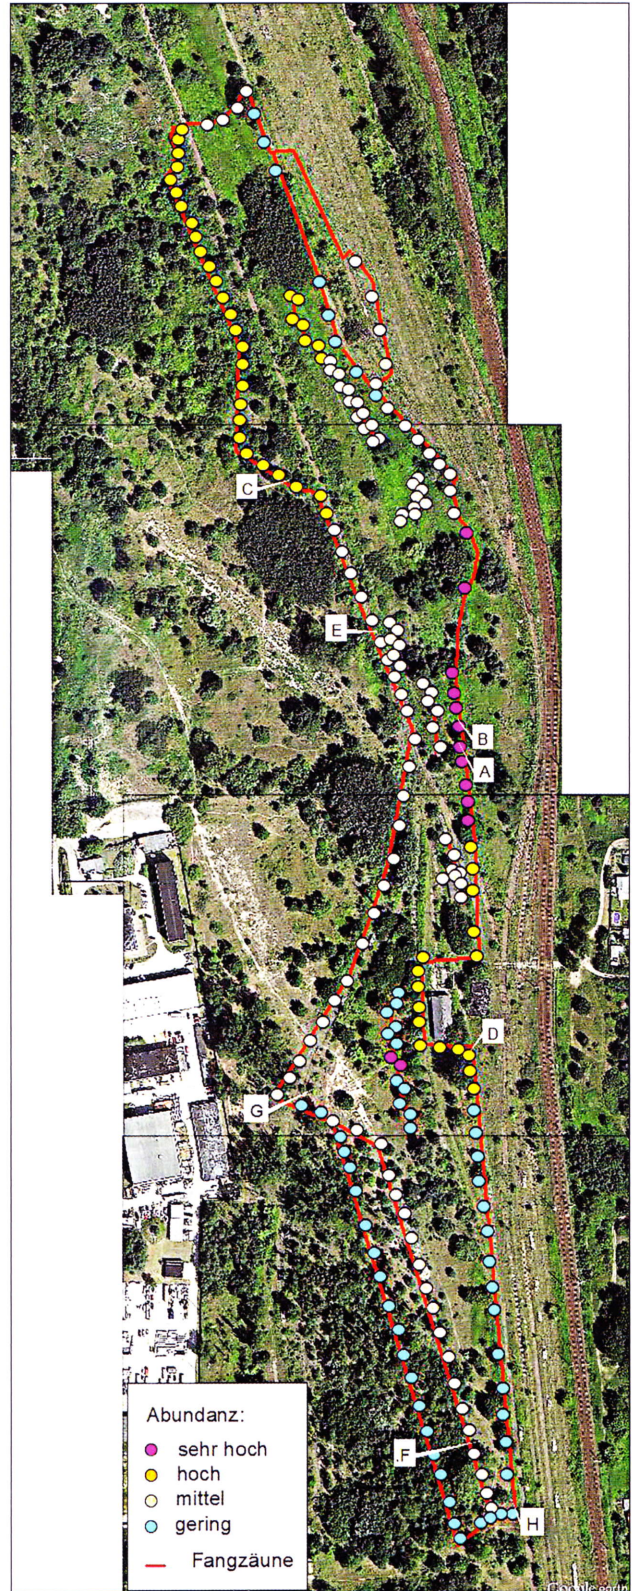 C
E
B
A
D
G
Abundanz:
sehr hoch
hoch
mittel
gering
Fangzäune
.F
H